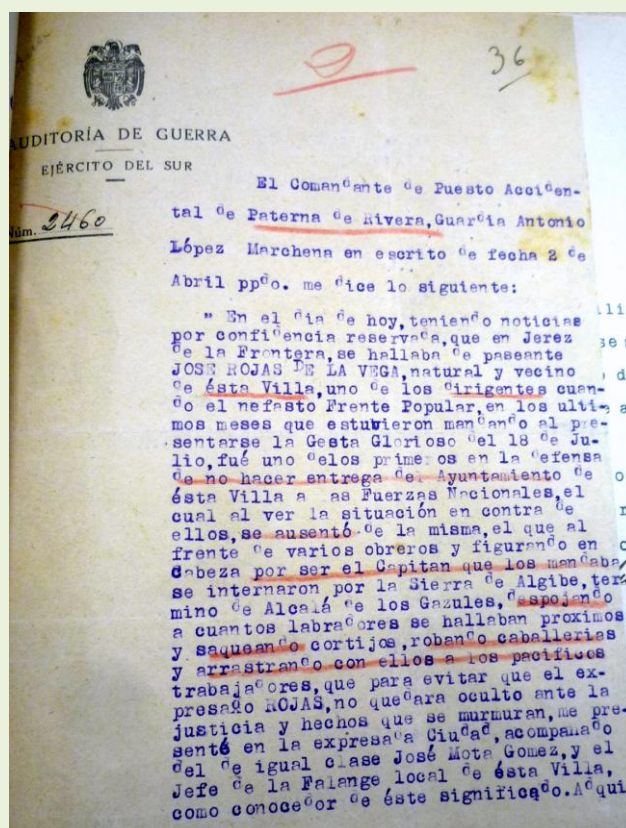 36
AUDITORÍA DE GUERRA
EJÉRCITO DEL SUR
Núm. 2460
El Comandante de Puesto Acciden-
tal de Paterna de Rivera,Guardia Antonio
López Marchena en escrito de fecha 2 de
Abril ppdo. me dice lo siguiente:
" En el dia de hoy,teniendo noticias
por confidencia reservada,que en Jerez
de la Frontera,se hallaba de paseante
JOSE ROJAS DE LA VEGA,natural y vecino
de ésta Villa,uno de los dirigentes cuan-
do el nefasto Frente Popular,en los ulti-
mos meses que estubieron mandando al pre-
sentarse la Gesta Glorioso del 18 de Ju-
lio,fué uno delos primeros en la defensa
de no hacer entrega del Ayuntamiento de
ésta Villa a as Fuerzas Nacionales,el
cual al ver la situación en contra de
ellos,se ausentó de la misma,el que al
frente de varios obreros y figurando en
cabeza por ser el Capitan que los mandaba
se internaron por la Sierra de Algibe,ter
mino de Alcalá de los Gazules, despojando
a cuantos labradores se hallaban proximos
y saqueando cortijos,robando caballerias
y arrastrando con ellos a los pacificos
trabajadores,que para evitar que el ex-
presado ROJAS,no quedara oculto ante la
justicia y hechos que se murmuran,me pre-
senté en la expresada Ciudad,acompañado
del de igual clase José Mota Gomez,y el
Jefe de la Falange local de ésta Villa,
como conocedor de éste significado.Adqui